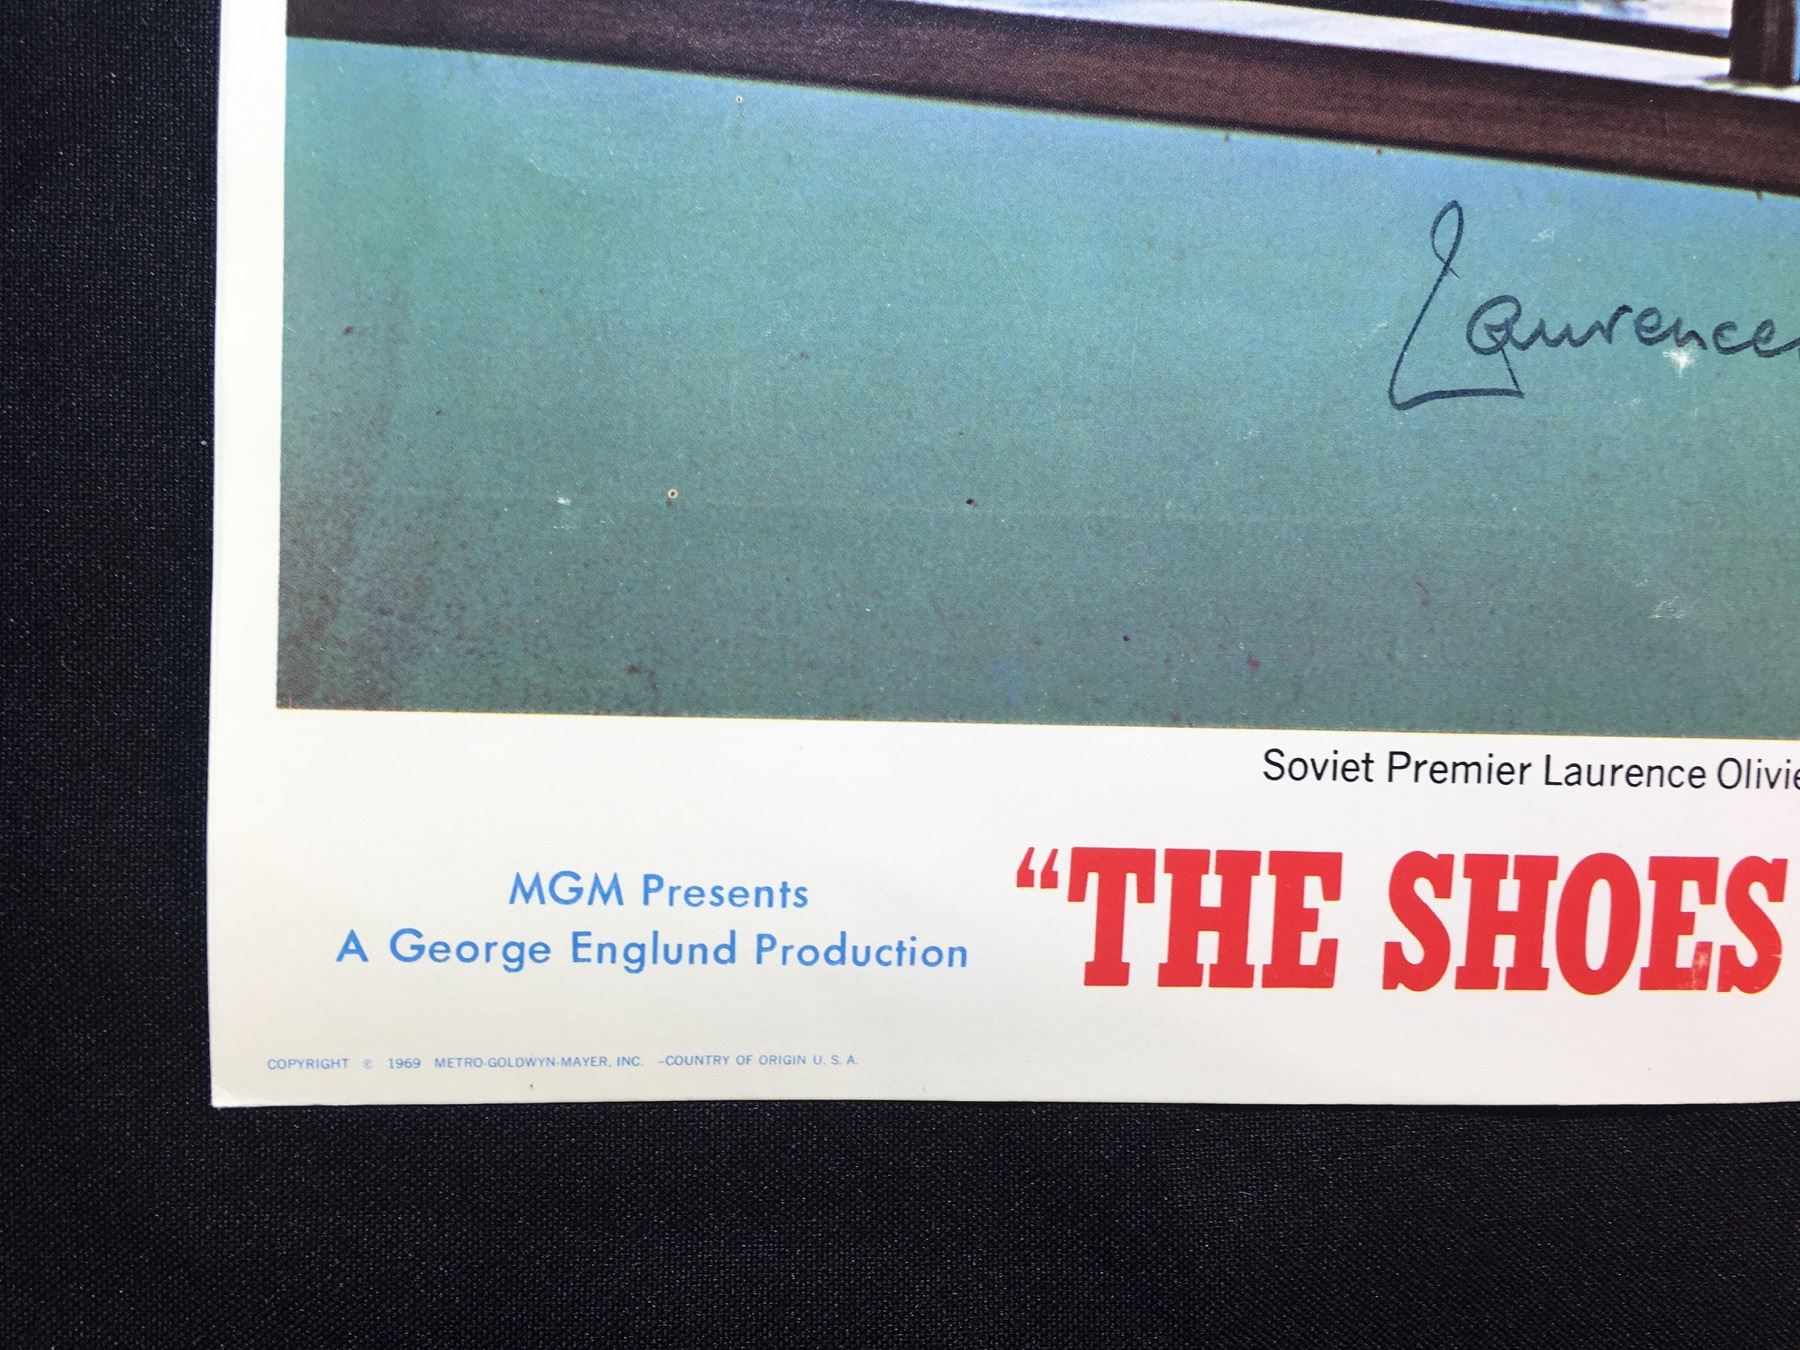 Laurence
Soviet Premier Laurence Olivie
MGM Presents
"THE SHOES
A George Englund Production
COPYRIGHT © 1969 METRO-GOLDWYN-MAYER, INC. -COUNTRY OF ORIGIN U. S. A.